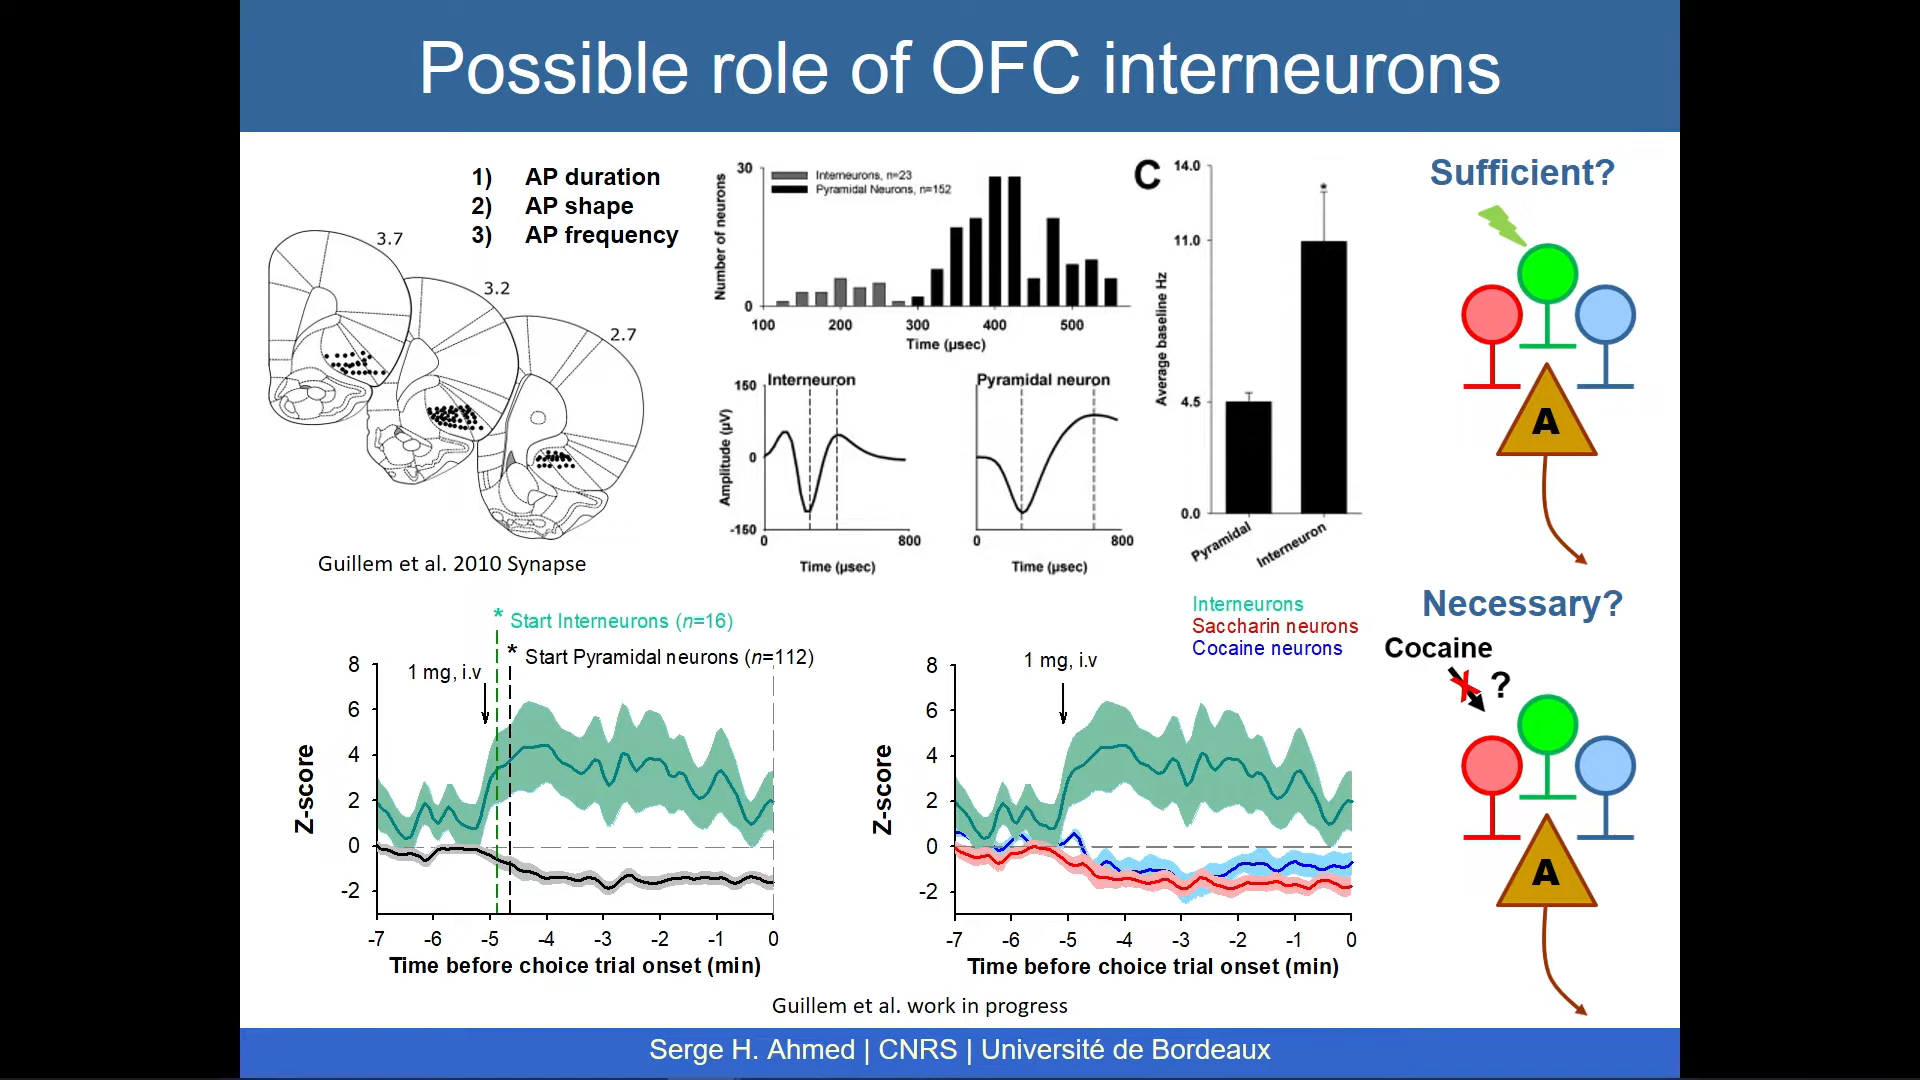 Possible role of OFC interneurons
1) AP duration
2) AP shape
3) AP frequency
3.7
3.2
2.7
Guillem et al. 2010 Synapse
30
0
Number of neurons
Interneurons, n=23
Pyramidal Neurons, n=152
100 200 300 400 500
Time (µsec)
Interneuron
150
0
-150
Amplitude (µV)
0 800
Time (µsec)
Pyramidal neuron
0 800
Time (µsec)
C
14.0
11.0
4.5
0.0
Average baseline Hz
*
Pyramidal
Interneuron
Sufficient?
A
* Start Interneurons (n=16)
* Start Pyramidal neurons (n=112)
1 mg, i.v
8
6
4
2
0
-2
Z-score
-7 -6 -5 -4 -3 -2 -1 0
Time before choice trial onset (min)
Interneurons
Saccharin neurons
Cocaine neurons
1 mg, i.v
8
6
4
2
0
-2
Z-score
-7 -6 -5 -4 -3 -2 -1 0
Time before choice trial onset (min)
Necessary?
Cocaine
X ?
A
Guillem et al. work in progress
Serge H. Ahmed | CNRS | Université de Bordeaux